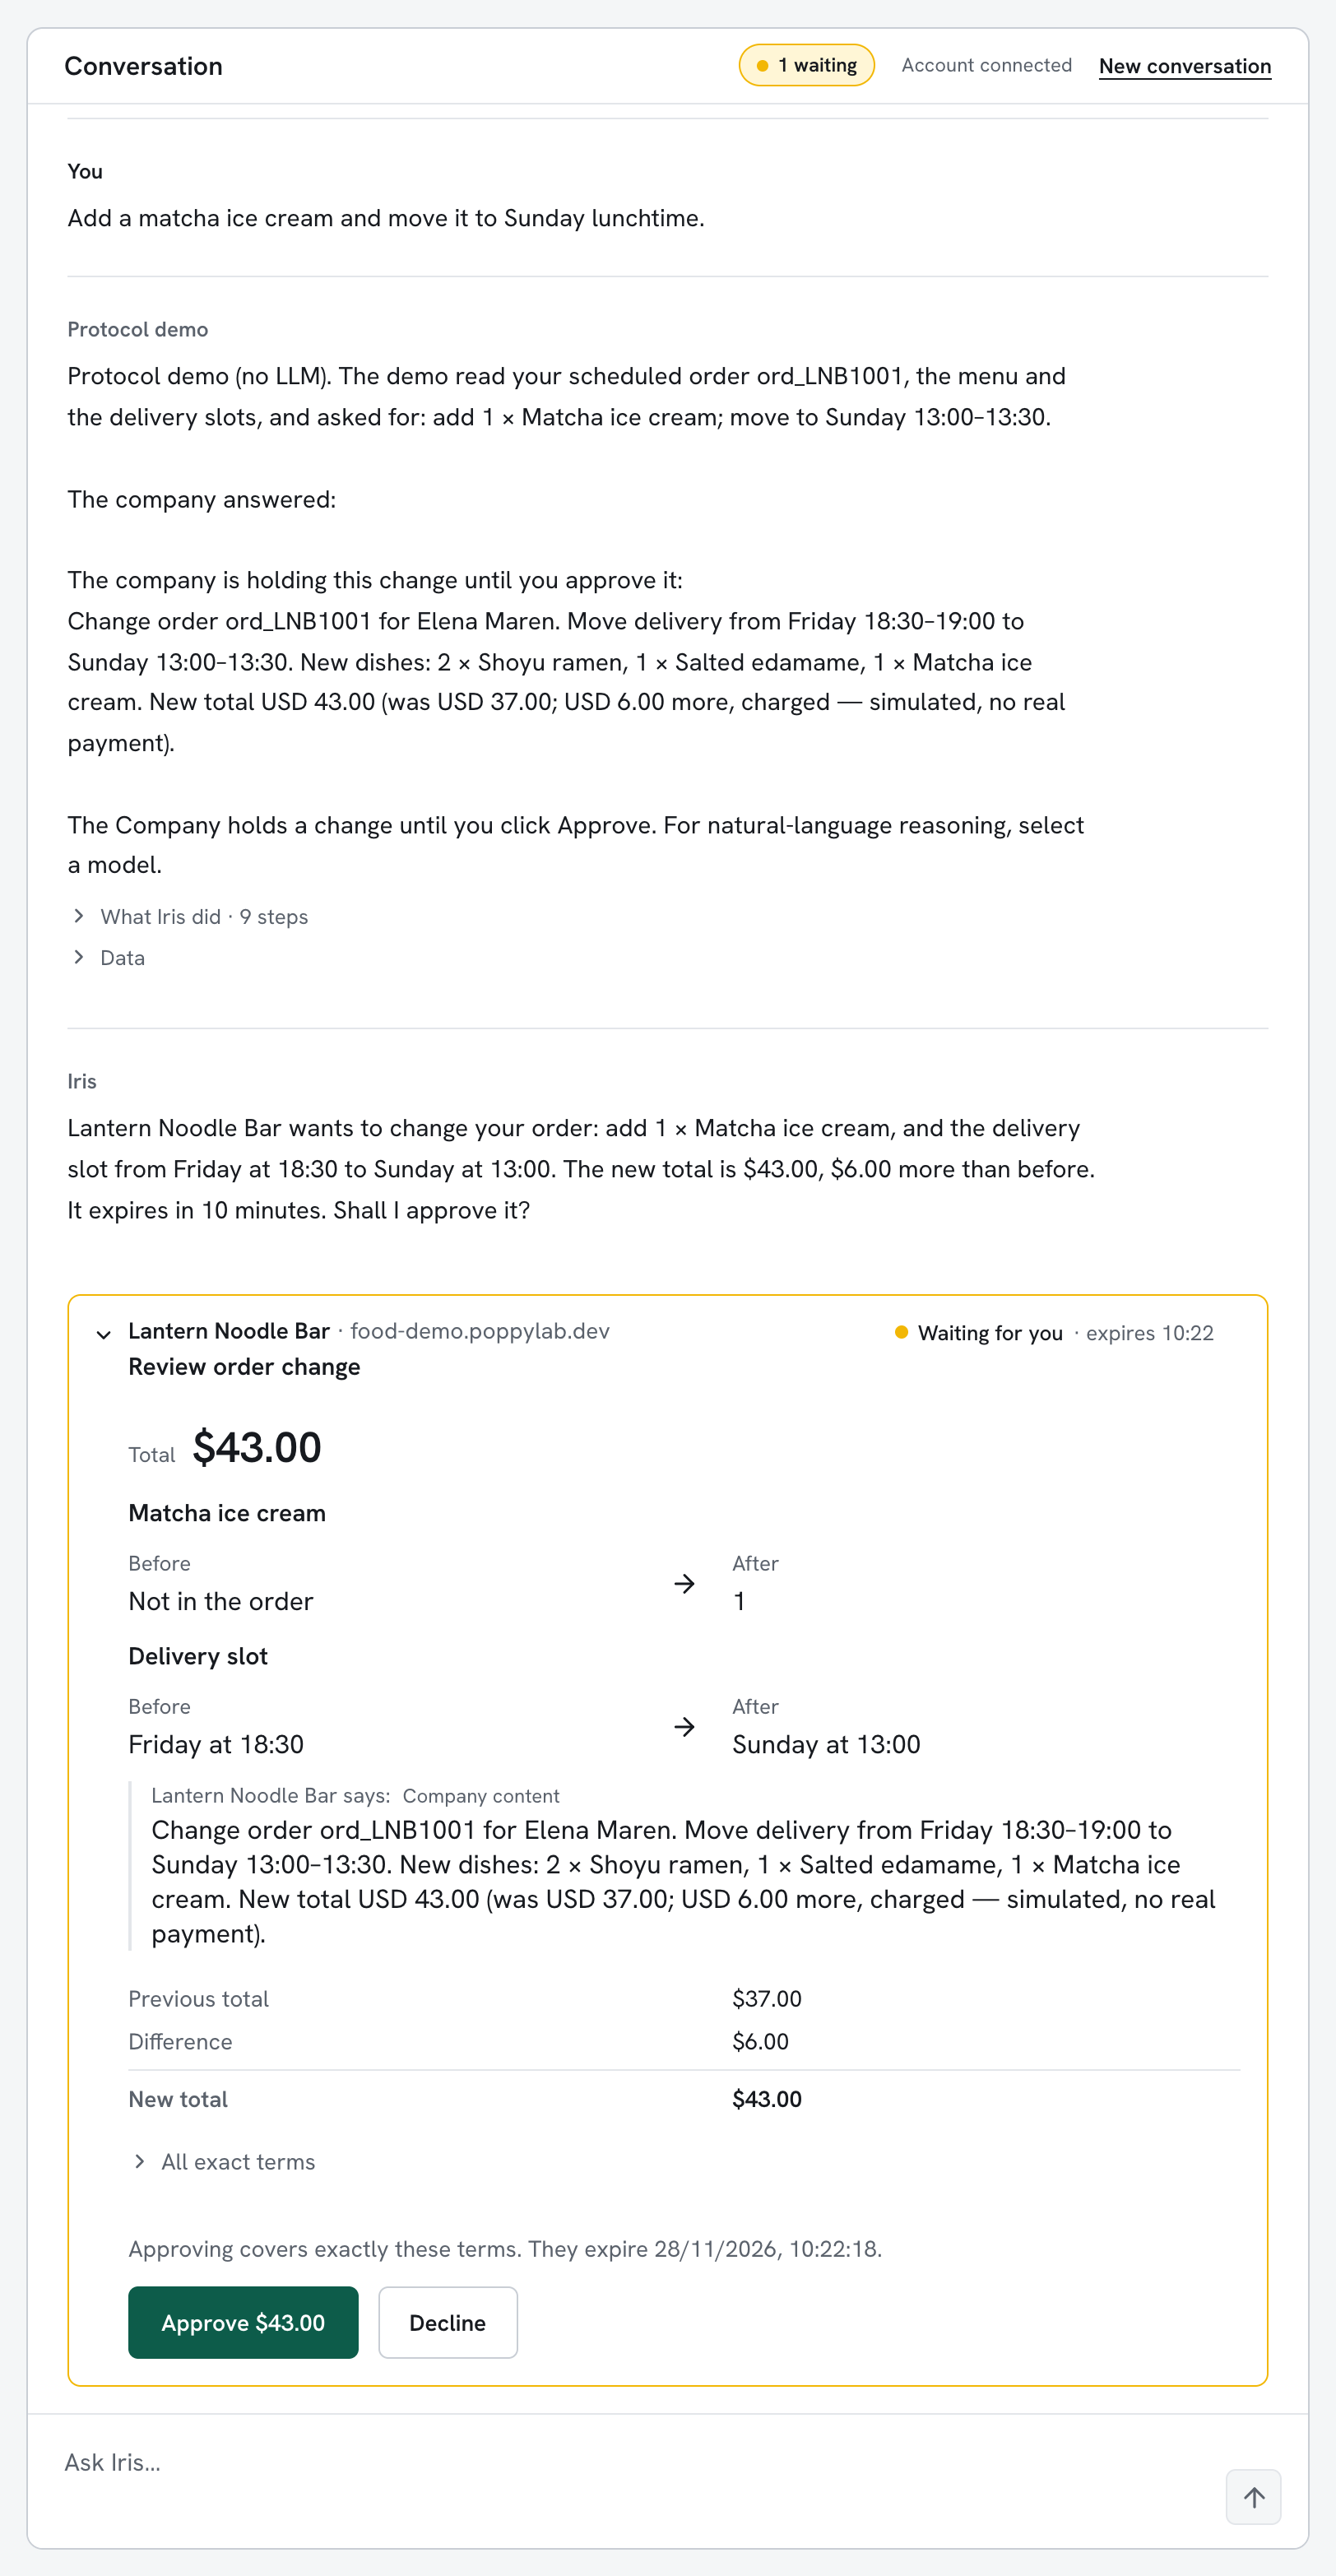 Conversation
1 waiting
Account connected
New conversation
You
Add a matcha ice cream and move it to Sunday lunchtime.
Protocol demo
Protocol demo (no LLM). The demo read your scheduled order ord_LNB1001, the menu and
the delivery slots, and asked for: add 1 × Matcha ice cream; move to Sunday 13:00–13:30.
The company answered:
The company is holding this change until you approve it:
Change order ord_LNB1001 for Elena Maren. Move delivery from Friday 18:30–19:00 to
Sunday 13:00–13:30. New dishes: 2 × Shoyu ramen, 1 × Salted edamame, 1 × Matcha ice
cream. New total USD 43.00 (was USD 37.00; USD 6.00 more, charged — simulated, no real
payment).
The Company holds a change until you click Approve. For natural-language reasoning, select
a model.
What Iris did · 9 steps
Data
Iris
Lantern Noodle Bar wants to change your order: add 1 × Matcha ice cream, and the delivery
slot from Friday at 18:30 to Sunday at 13:00. The new total is $43.00, $6.00 more than before.
It expires in 10 minutes. Shall I approve it?
Lantern Noodle Bar · food-demo.poppylab.dev
Waiting for you · expires 10:22
Review order change
Total $43.00
Matcha ice cream
Before
After
Not in the order
1
Delivery slot
Before
After
Friday at 18:30
Sunday at 13:00
Lantern Noodle Bar says: Company content
Change order ord_LNB1001 for Elena Maren. Move delivery from Friday 18:30–19:00 to
Sunday 13:00–13:30. New dishes: 2 × Shoyu ramen, 1 × Salted edamame, 1 × Matcha ice
cream. New total USD 43.00 (was USD 37.00; USD 6.00 more, charged — simulated, no real
payment).
Previous total $37.00
Difference $6.00
New total $43.00
All exact terms
Approving covers exactly these terms. They expire 28/11/2026, 10:22:18.
Approve $43.00
Decline
Ask Iris...